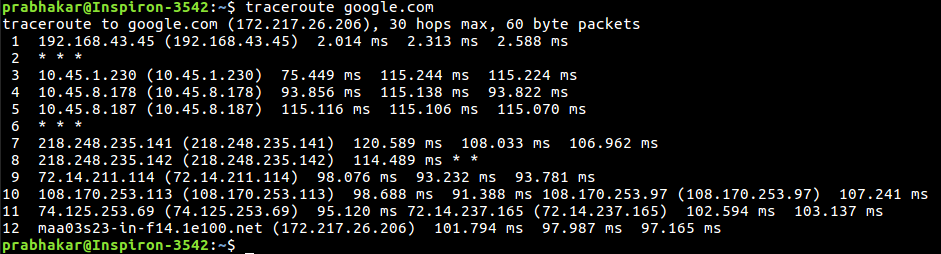 prabhakar@Inspiron-3542:~$ traceroute google.com
traceroute to google.com (172.217.26.206), 30 hops max, 60 byte packets
 1  192.168.43.45 (192.168.43.45)  2.014 ms  2.313 ms  2.588 ms
 2  * * *
 3  10.45.1.230 (10.45.1.230)  75.449 ms  115.244 ms  115.224 ms
 4  10.45.8.178 (10.45.8.178)  93.856 ms  115.138 ms  93.822 ms
 5  10.45.8.187 (10.45.8.187)  115.116 ms  115.106 ms  115.070 ms
 6  * * *
 7  218.248.235.141 (218.248.235.141)  120.589 ms  108.033 ms  106.962 ms
 8  218.248.235.142 (218.248.235.142)  114.489 ms * *
 9  72.14.211.114 (72.14.211.114)  98.076 ms  93.232 ms  93.781 ms
10  108.170.253.113 (108.170.253.113)  98.688 ms  91.388 ms 108.170.253.97 (108.170.253.97)  107.241 ms
11  74.125.253.69 (74.125.253.69)  95.120 ms 72.14.237.165 (72.14.237.165)  102.594 ms  103.137 ms
12  maa03s23-in-f14.1e100.net (172.217.26.206)  101.794 ms  97.987 ms  97.165 ms
prabhakar@Inspiron-3542:~$